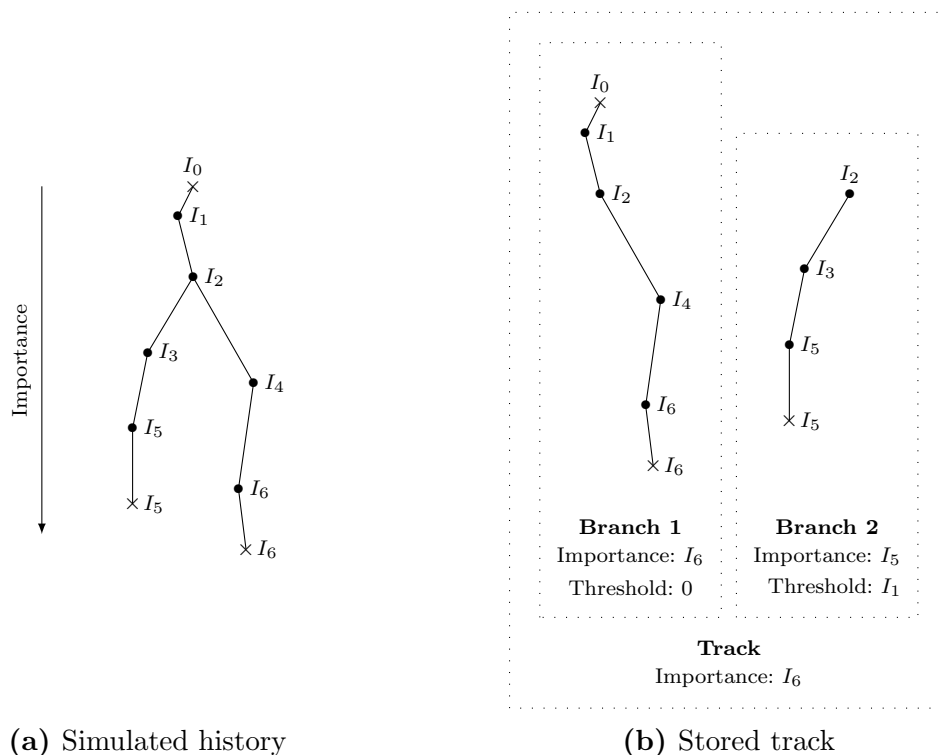 Importance
I₀
I₁
I₂
I₃
I₄
I₅
I₆
I₅
I₆
(a) Simulated history
I₀
I₁
I₂
I₄
I₆
I₆
Branch 1
Importance: I₆
Threshold: 0
I₂
I₃
I₅
I₅
Branch 2
Importance: I₅
Threshold: I₁
Track
Importance: I₆
(b) Stored track